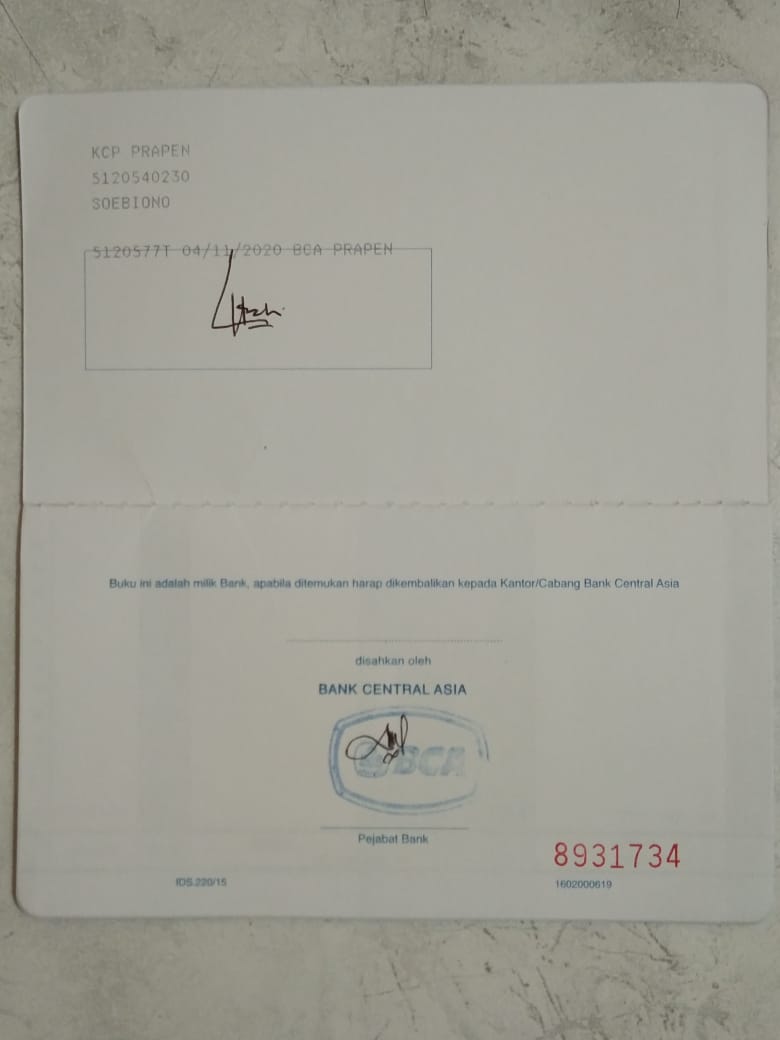 KCP PRAPEN
5120540230
SOEBIONO
5120577T 04/11/2020 BCA PRAPEN
Buku ini adalah milik Bank, apabila ditemukan harap dikembalikan kepada Kantor/Cabang Bank Central Asia
disahkan oleh
BANK CENTRAL ASIA
BCA
Pejabat Bank
8931734
IDS.220/15
1602000619